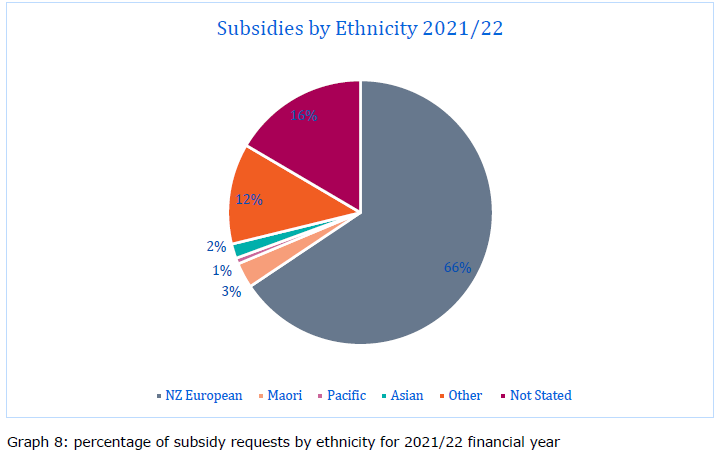 Subsidies by Ethnicity 2021/22
16%
12%
2%
1%
3%
66%
NZ European Maori Pacific Asian Other Not Stated
Graph 8: percentage of subsidy requests by ethnicity for 2021/22 financial year